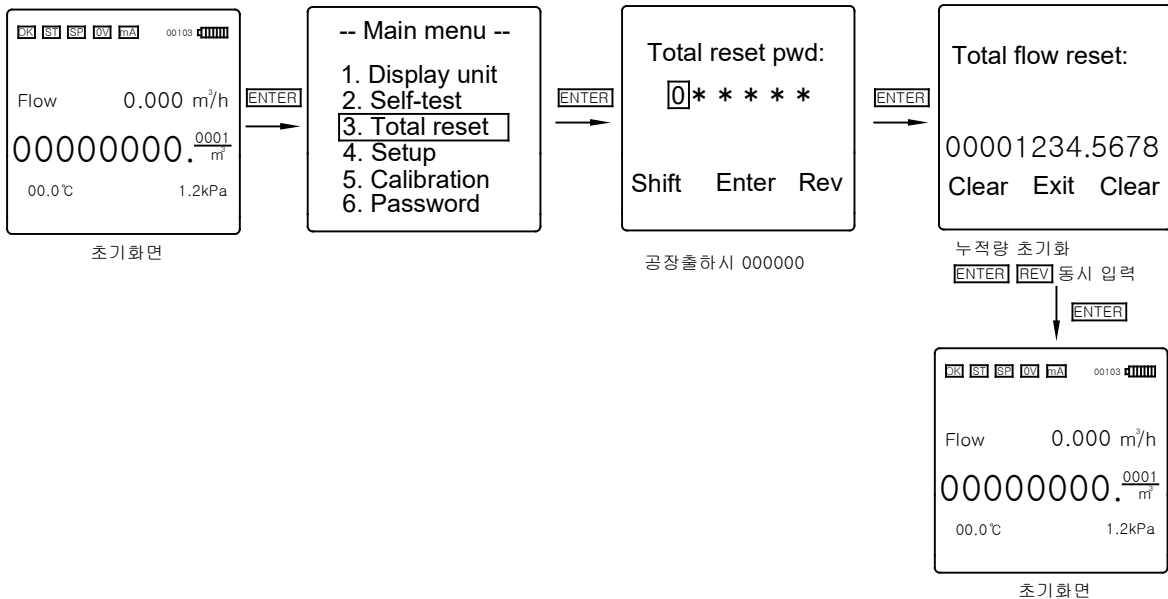 OK ST SP 0V mA 00103
Flow 0.000 m³/h
00000000. 0001 m³
00.0℃ 1.2kPa
초기화면
ENTER
-- Main menu --
1. Display unit
2. Self-test
3. Total reset
4. Setup
5. Calibration
6. Password
ENTER
Total reset pwd:
0* * * * *
Shift Enter Rev
공장출하시 000000
ENTER
Total flow reset:
00001234.5678
Clear Exit Clear
누적량 초기화
ENTER REV 동시 입력
ENTER
OK ST SP 0V mA 00103
Flow 0.000 m³/h
00000000. 0001 m³
00.0℃ 1.2kPa
초기화면